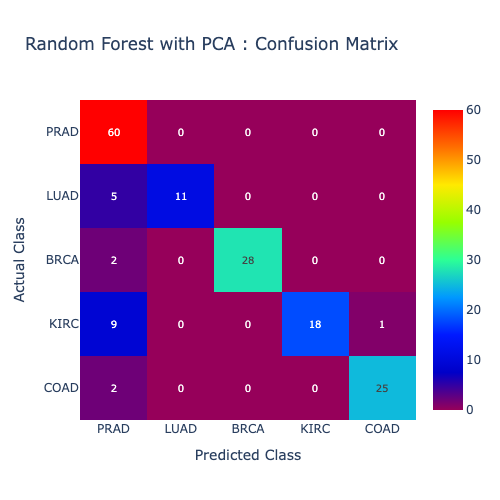 Random Forest with PCA : Confusion Matrix
PRAD 60 0 0 0 0
LUAD 5 11 0 0 0
BRCA 2 0 28 0 0
KIRC 9 0 0 18 1
COAD 2 0 0 0 25
PRAD LUAD BRCA KIRC COAD
Predicted Class
Actual Class
60
50
40
30
20
10
0